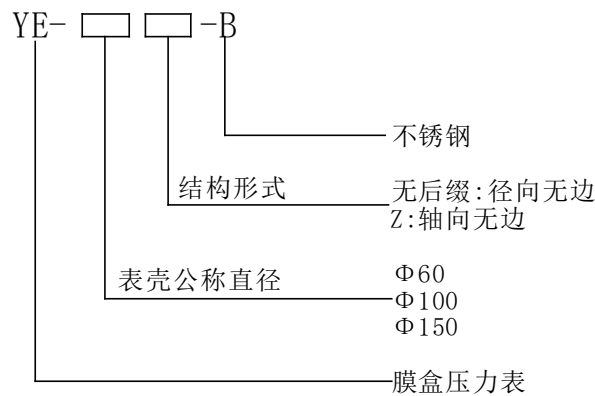 YE- □ □ -B
不锈钢
结构形式
无后缀:径向无边
Z:轴向无边
表壳公称直径
Φ60
Φ100
Φ150
膜盒压力表